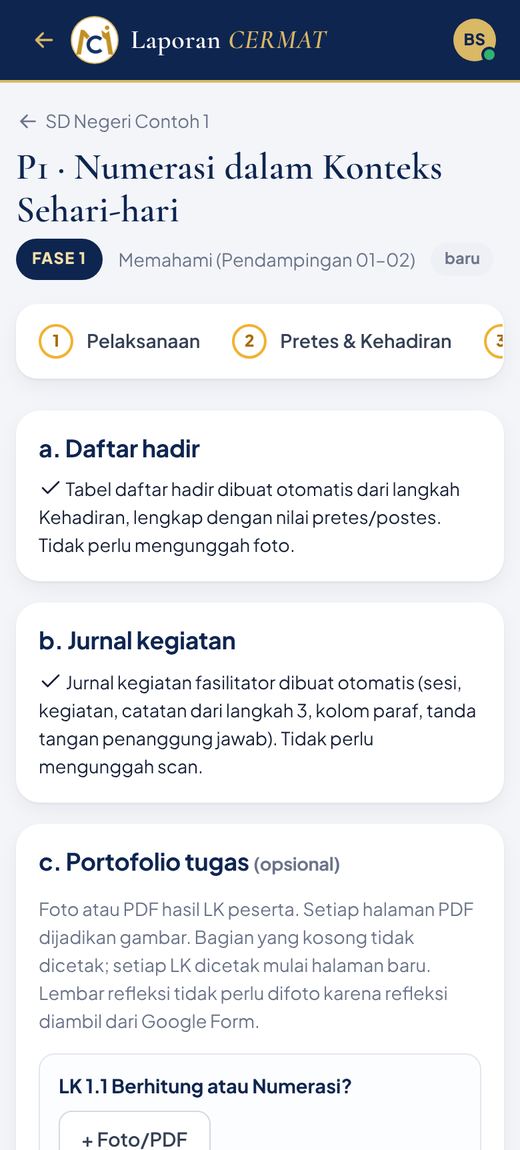 ← Laporan CERMAT BS
← SD Negeri Contoh 1
P1 · Numerasi dalam Konteks
Sehari-hari
FASE 1 Memahami (Pendampingan 01–02) baru
1 Pelaksanaan 2 Pretes & Kehadiran 3
a. Daftar hadir
✓ Tabel daftar hadir dibuat otomatis dari langkah
Kehadiran, lengkap dengan nilai pretes/postes.
Tidak perlu mengunggah foto.
b. Jurnal kegiatan
✓ Jurnal kegiatan fasilitator dibuat otomatis (sesi,
kegiatan, catatan dari langkah 3, kolom paraf, tanda
tangan penanggung jawab). Tidak perlu
mengunggah scan.
c. Portofolio tugas (opsional)
Foto atau PDF hasil LK peserta. Setiap halaman PDF
dijadikan gambar. Bagian yang kosong tidak
dicetak; setiap LK dicetak mulai halaman baru.
Lembar refleksi tidak perlu difoto karena refleksi
diambil dari Google Form.
LK 1.1 Berhitung atau Numerasi?
+ Foto/PDF